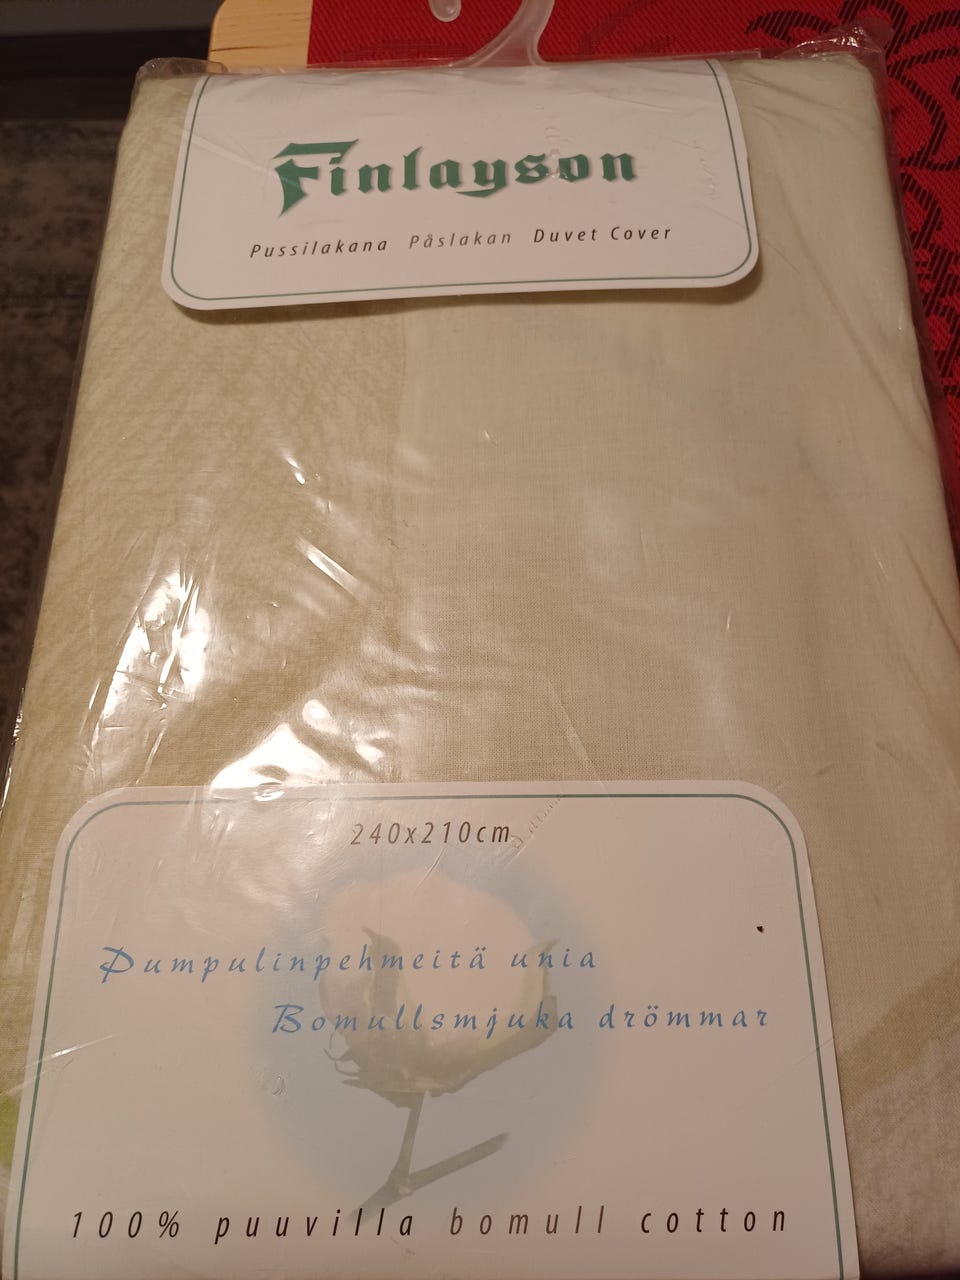 Finlayson
Pussilakana Påslakan Duvet Cover
240x210cm
Pumpulinpehmeitä unia
Bomullsmjuka drömmar
100% puuvilla bomull cotton